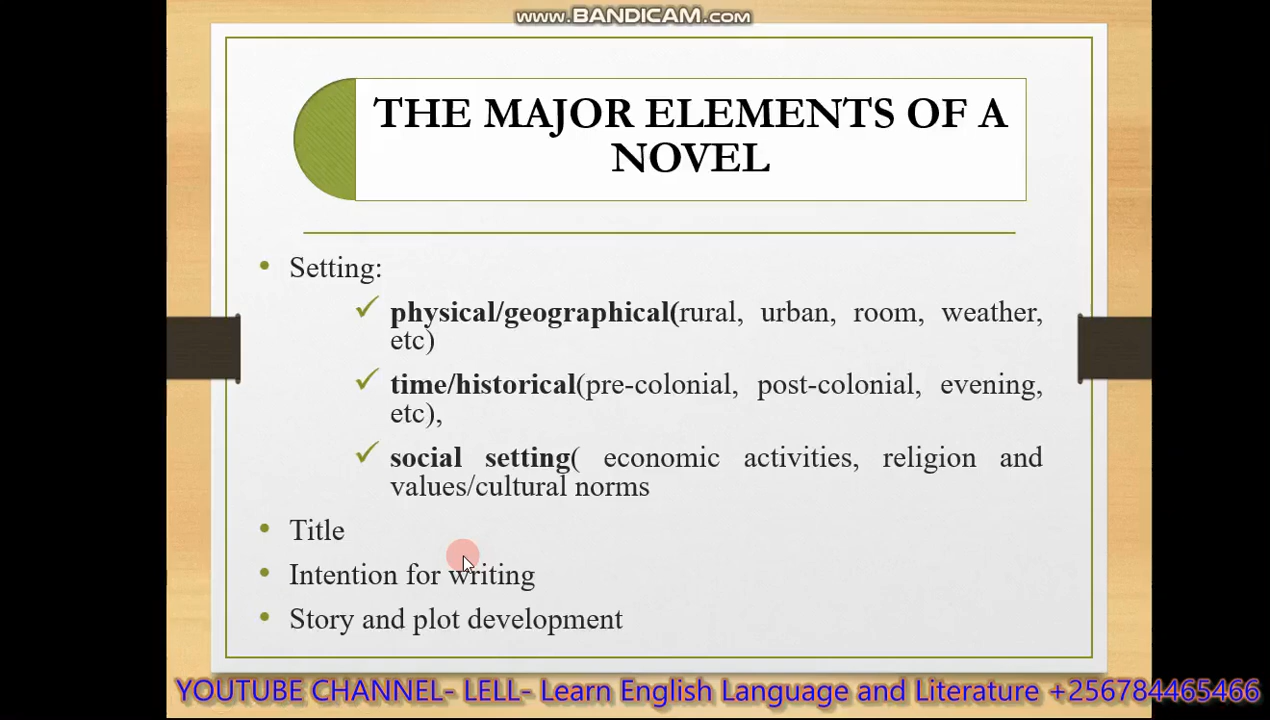 www.BANDICAM.com
THE MAJOR ELEMENTS OF A
NOVEL
• Setting:
✓ physical/geographical(rural, urban, room, weather,
etc)
✓ time/historical(pre-colonial, post-colonial, evening,
etc),
✓ social setting( economic activities, religion and
values/cultural norms
• Title
• Intention for writing
• Story and plot development
YOUTUBE CHANNEL- LELL- Learn English Language and Literature +256784465466